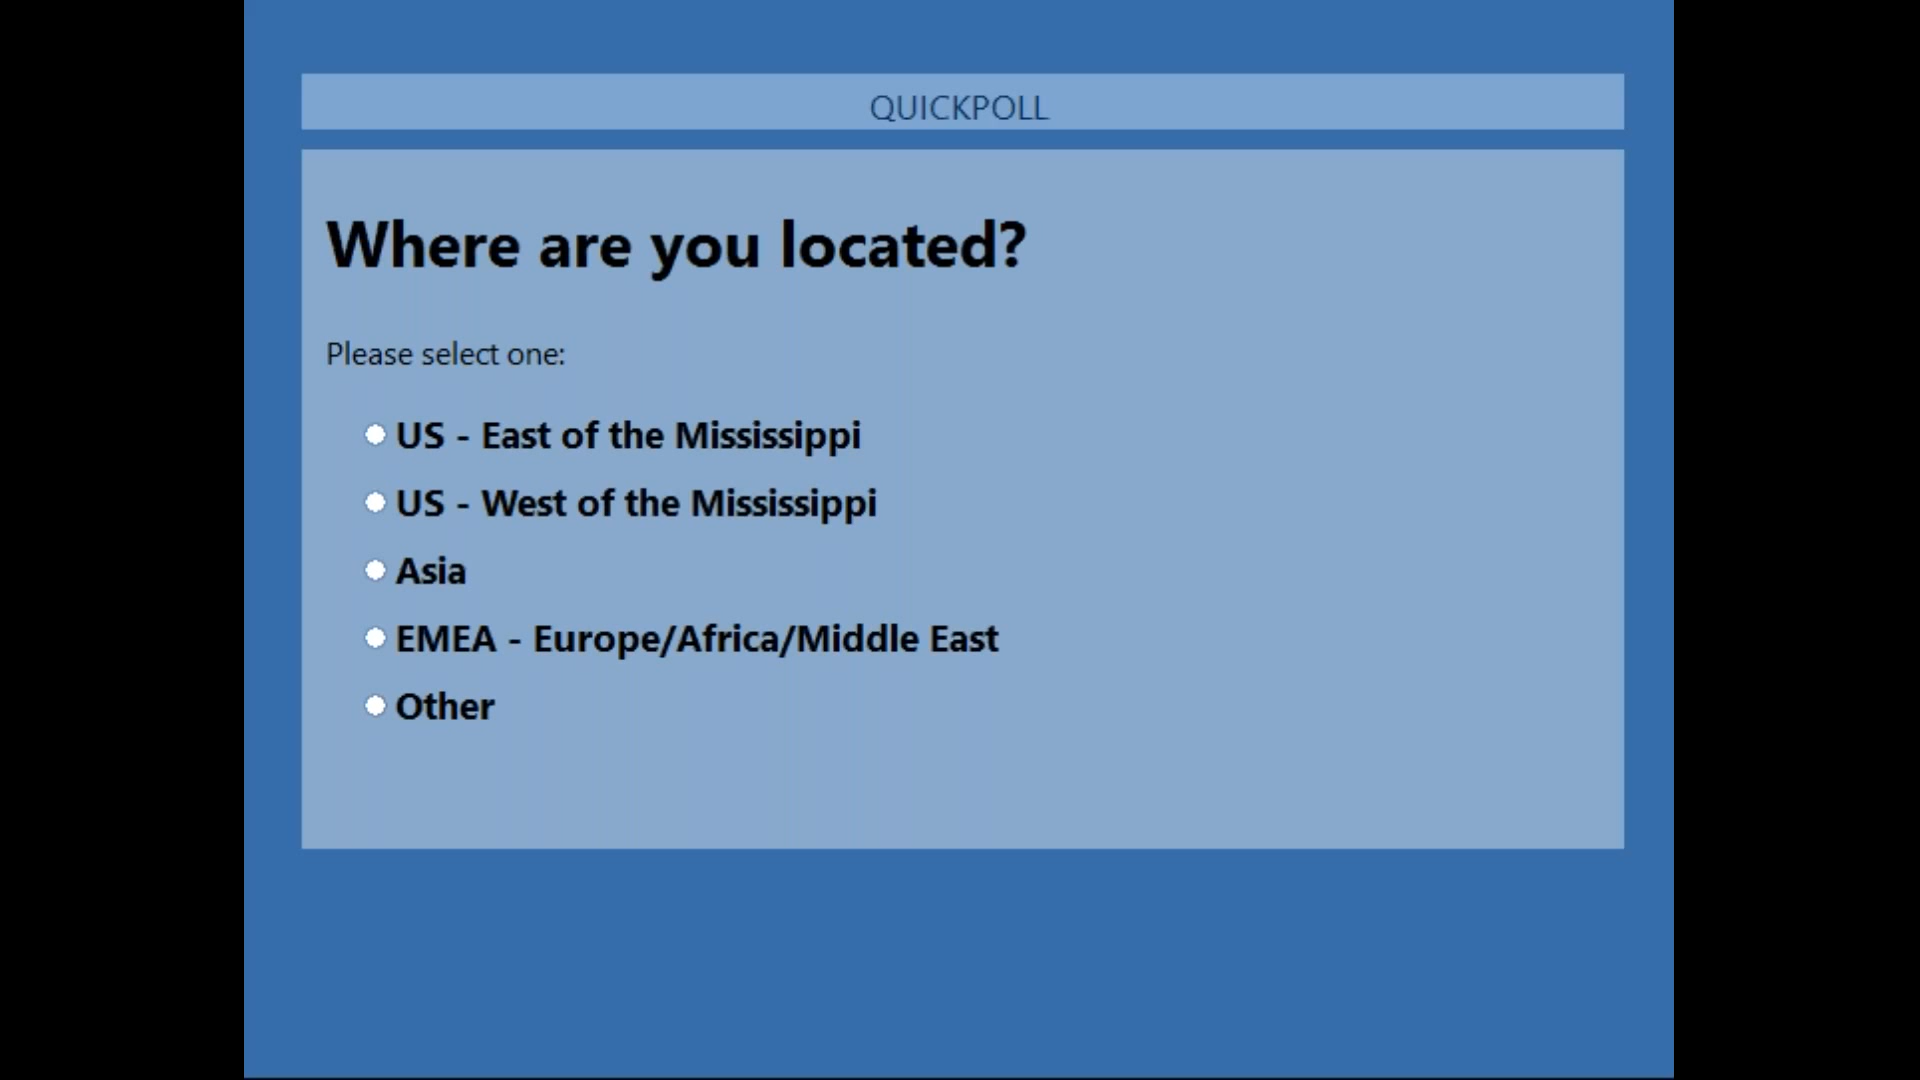 QUICKPOLL
Where are you located?
Please select one:
US - East of the Mississippi
US - West of the Mississippi
Asia
EMEA - Europe/Africa/Middle East
Other